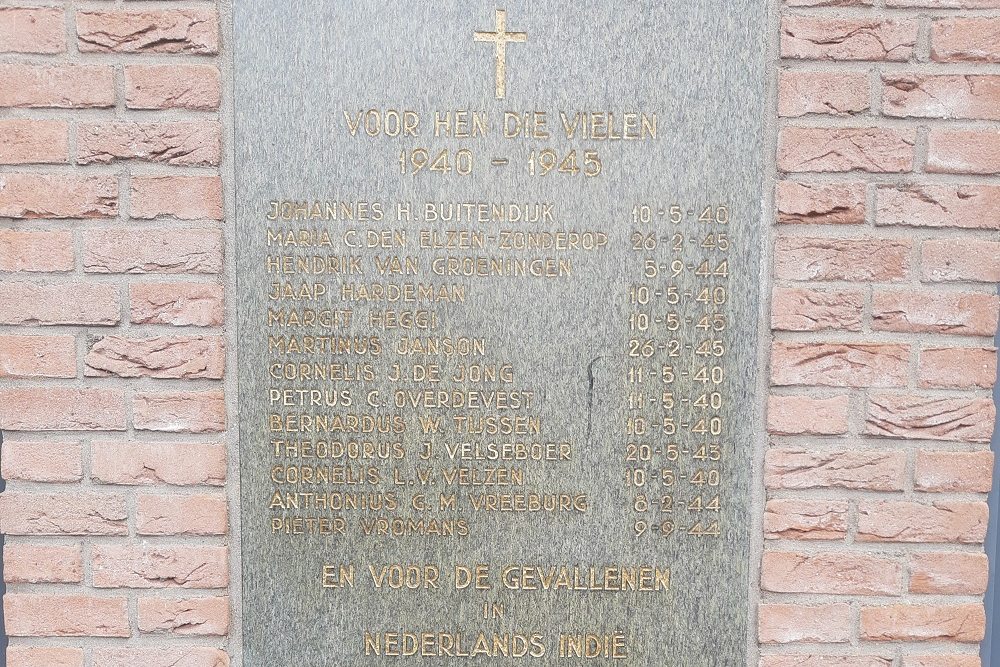 VOOR HEN DIE VIELEN
1940 - 1945
JOHANNES H. BUITENDIJK 10-5-40
MARIA C. DEN ELZEN-ZONDEROP 26-2-45
HENDRIK VAN GROENINGEN 5-9-44
JAAP HARDEMAN 10-5-40
MARGIT HEGGI 10-5-45
MARTINUS JANSON 26-2-45
CORNELIS J. DE JONG 11-5-40
PETRUS C. OVERDEVEST 11-5-40
BERNARDUS W. TIJSSEN 10-5-40
THEODORUS J. VELSEBOER 20-5-45
CORNELIS L.V. VELZEN 10-5-40
ANTHONIUS G. M. VREEBURG 8-2-44
PIETER VROMANS 9-9-44
EN VOOR DE GEVALLENEN
IN
NEDERLANDS INDIË